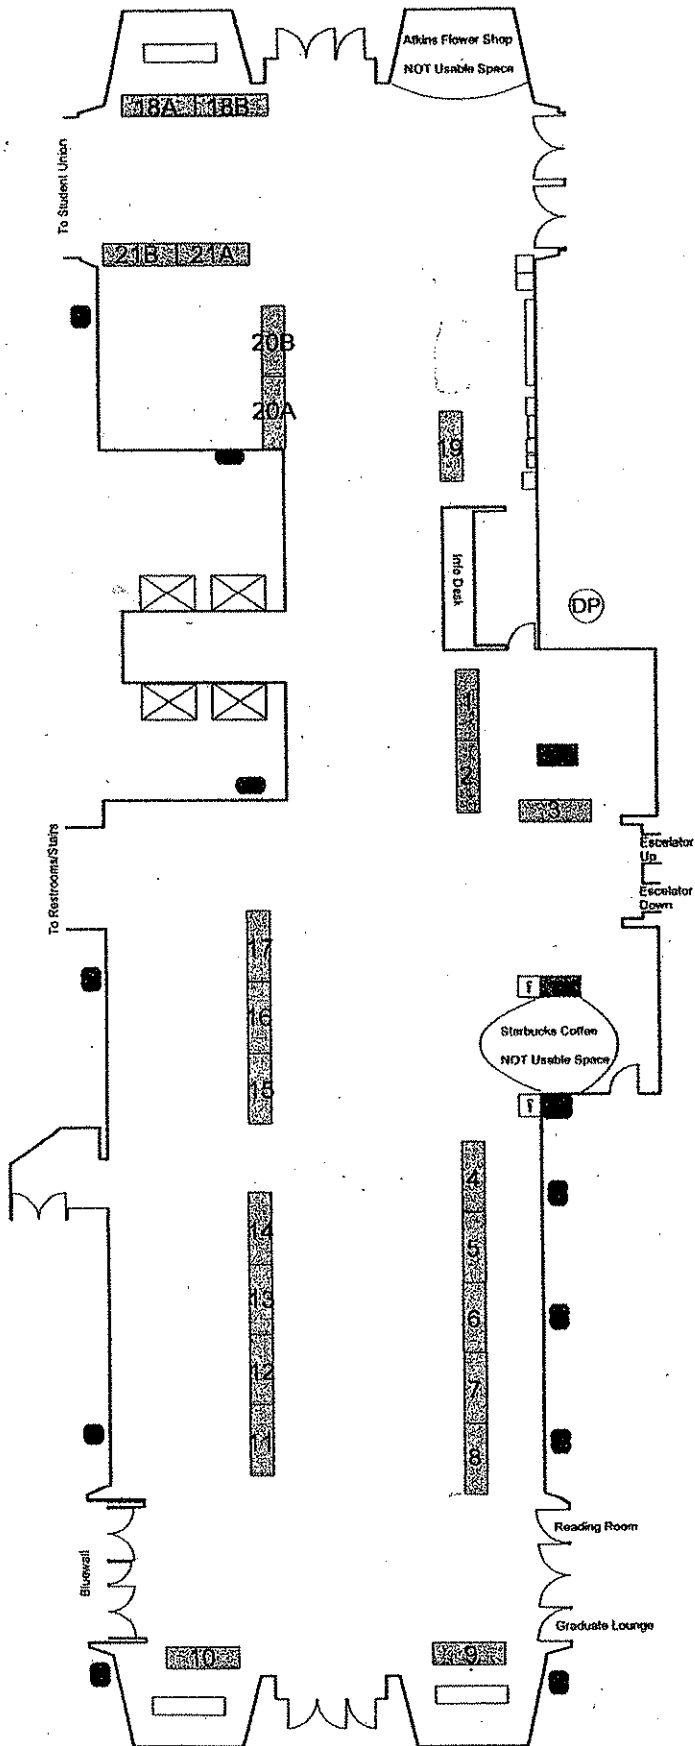 Atkins Flower Shop
NOT Usable Space
18A
18B
To Student Union
21B
21A
20B
20A
19
Info Desk
DP
1
2
3
Escalator
Up
Escalator
Down
To Restrooms/Stairs
17
16
15
f
Starbucks Coffee
NOT Usable Space
f
4
5
6
7
8
14
13
12
11
Reading Room
Bluewall
Graduate Lounge
10
9